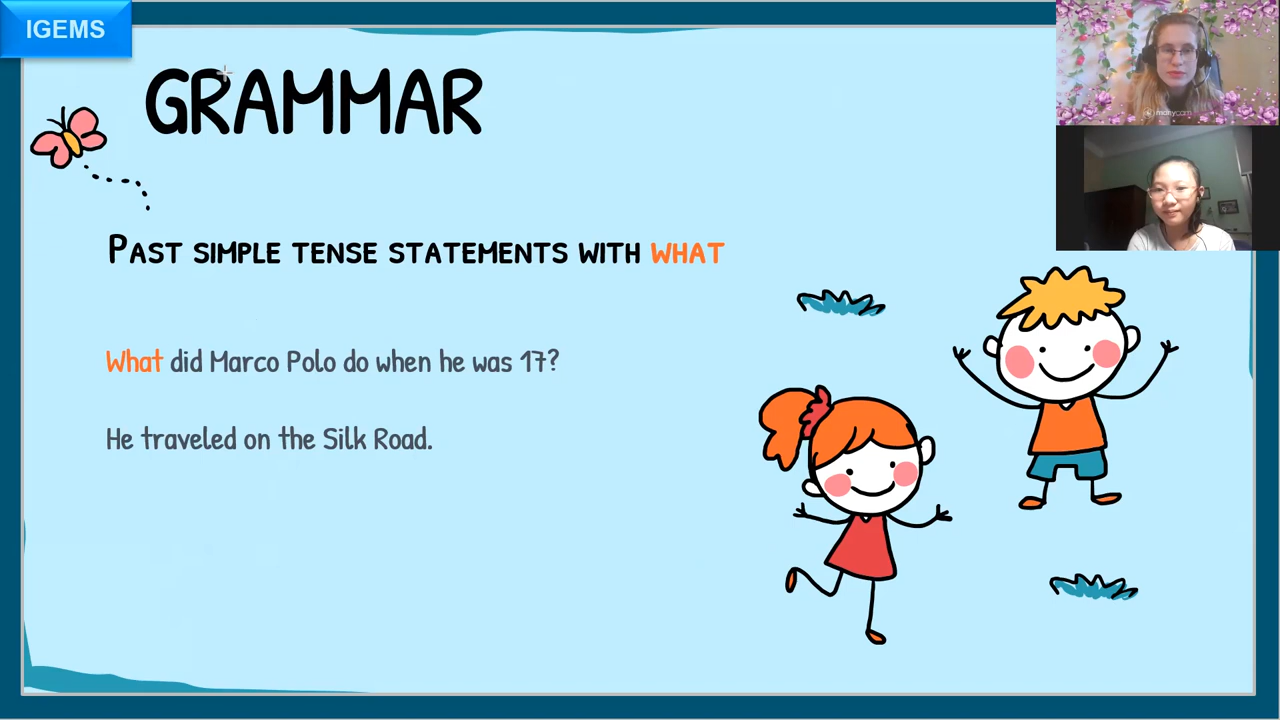 IGEMS
GRAMMAR
PAST SIMPLE TENSE STATEMENTS WITH WHAT
What did Marco Polo do when he was 17?
He traveled on the Silk Road.
manycam